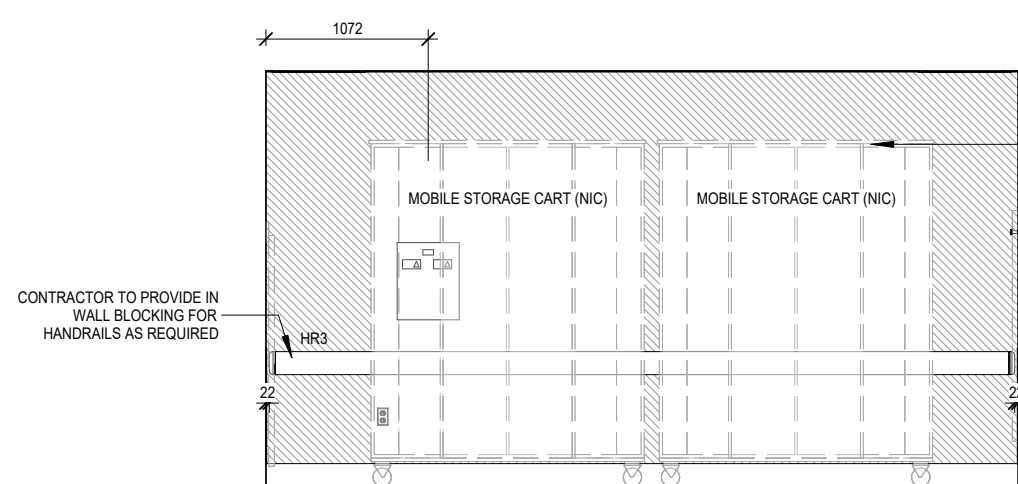 1072
MOBILE STORAGE CART (NIC)
MOBILE STORAGE CART (NIC)
CONTRACTOR TO PROVIDE IN
WALL BLOCKING FOR
HANDRAILS AS REQUIRED
HR3
22